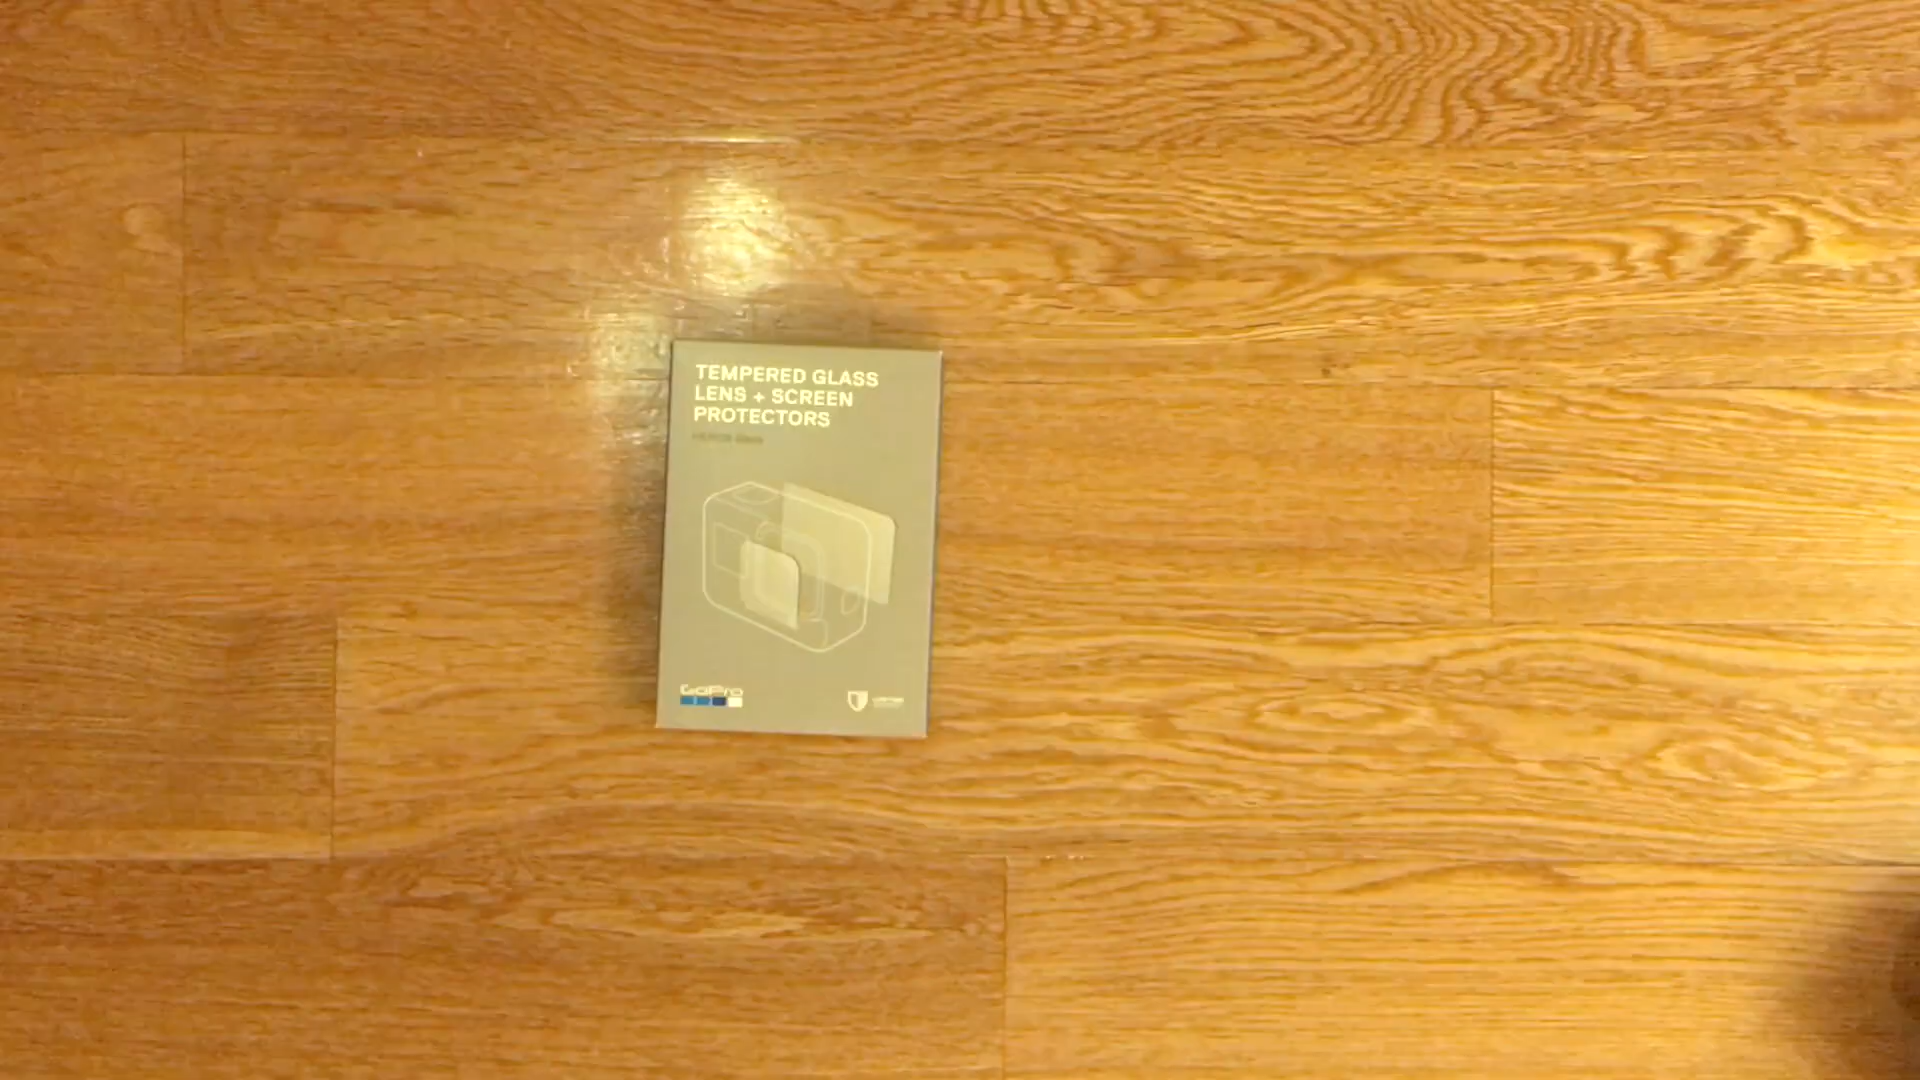 TEMPERED GLASS
LENS + SCREEN
PROTECTORS
GoPro